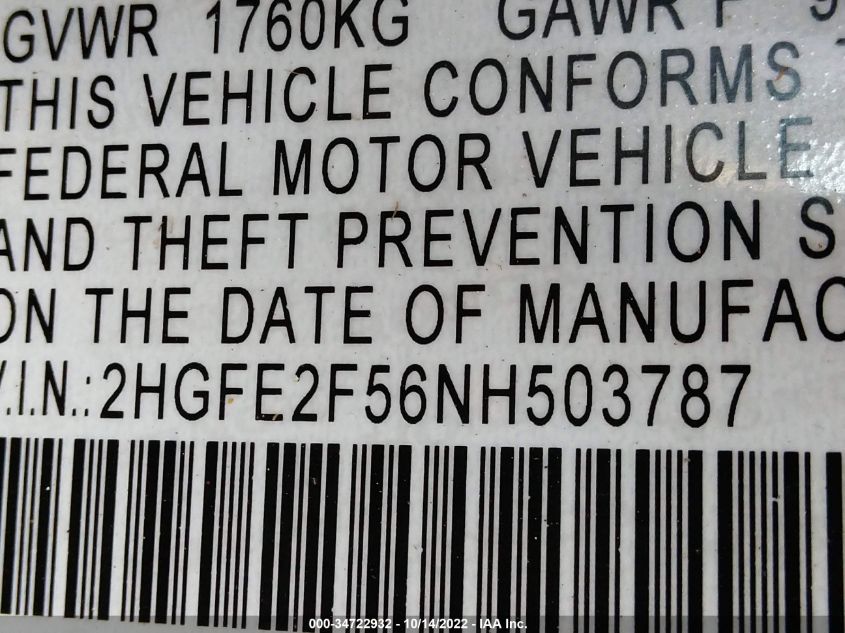 GVWR 1760KG GAWR F 9
THIS VEHICLE CONFORMS
FEDERAL MOTOR VEHICLE
AND THEFT PREVENTION S
ON THE DATE OF MANUFAC
V.I.N.:2HGFE2F56NH503787
000-34722932 - 10/14/2022 - IAA Inc.